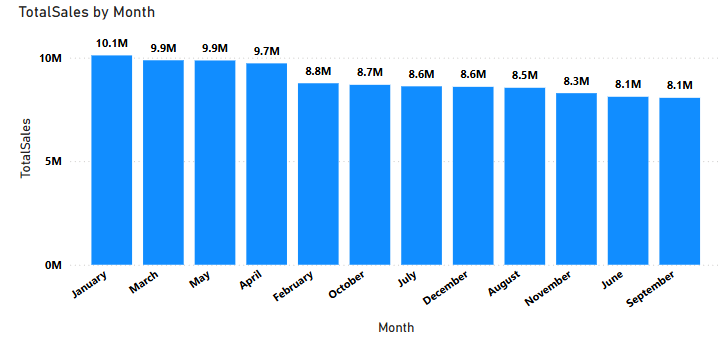 TotalSales by Month
10.1M 9.9M 9.9M 9.7M 8.8M 8.7M 8.6M 8.6M 8.5M 8.3M 8.1M 8.1M
10M
5M
0M
TotalSales
January March May April February October July December August November June September
Month